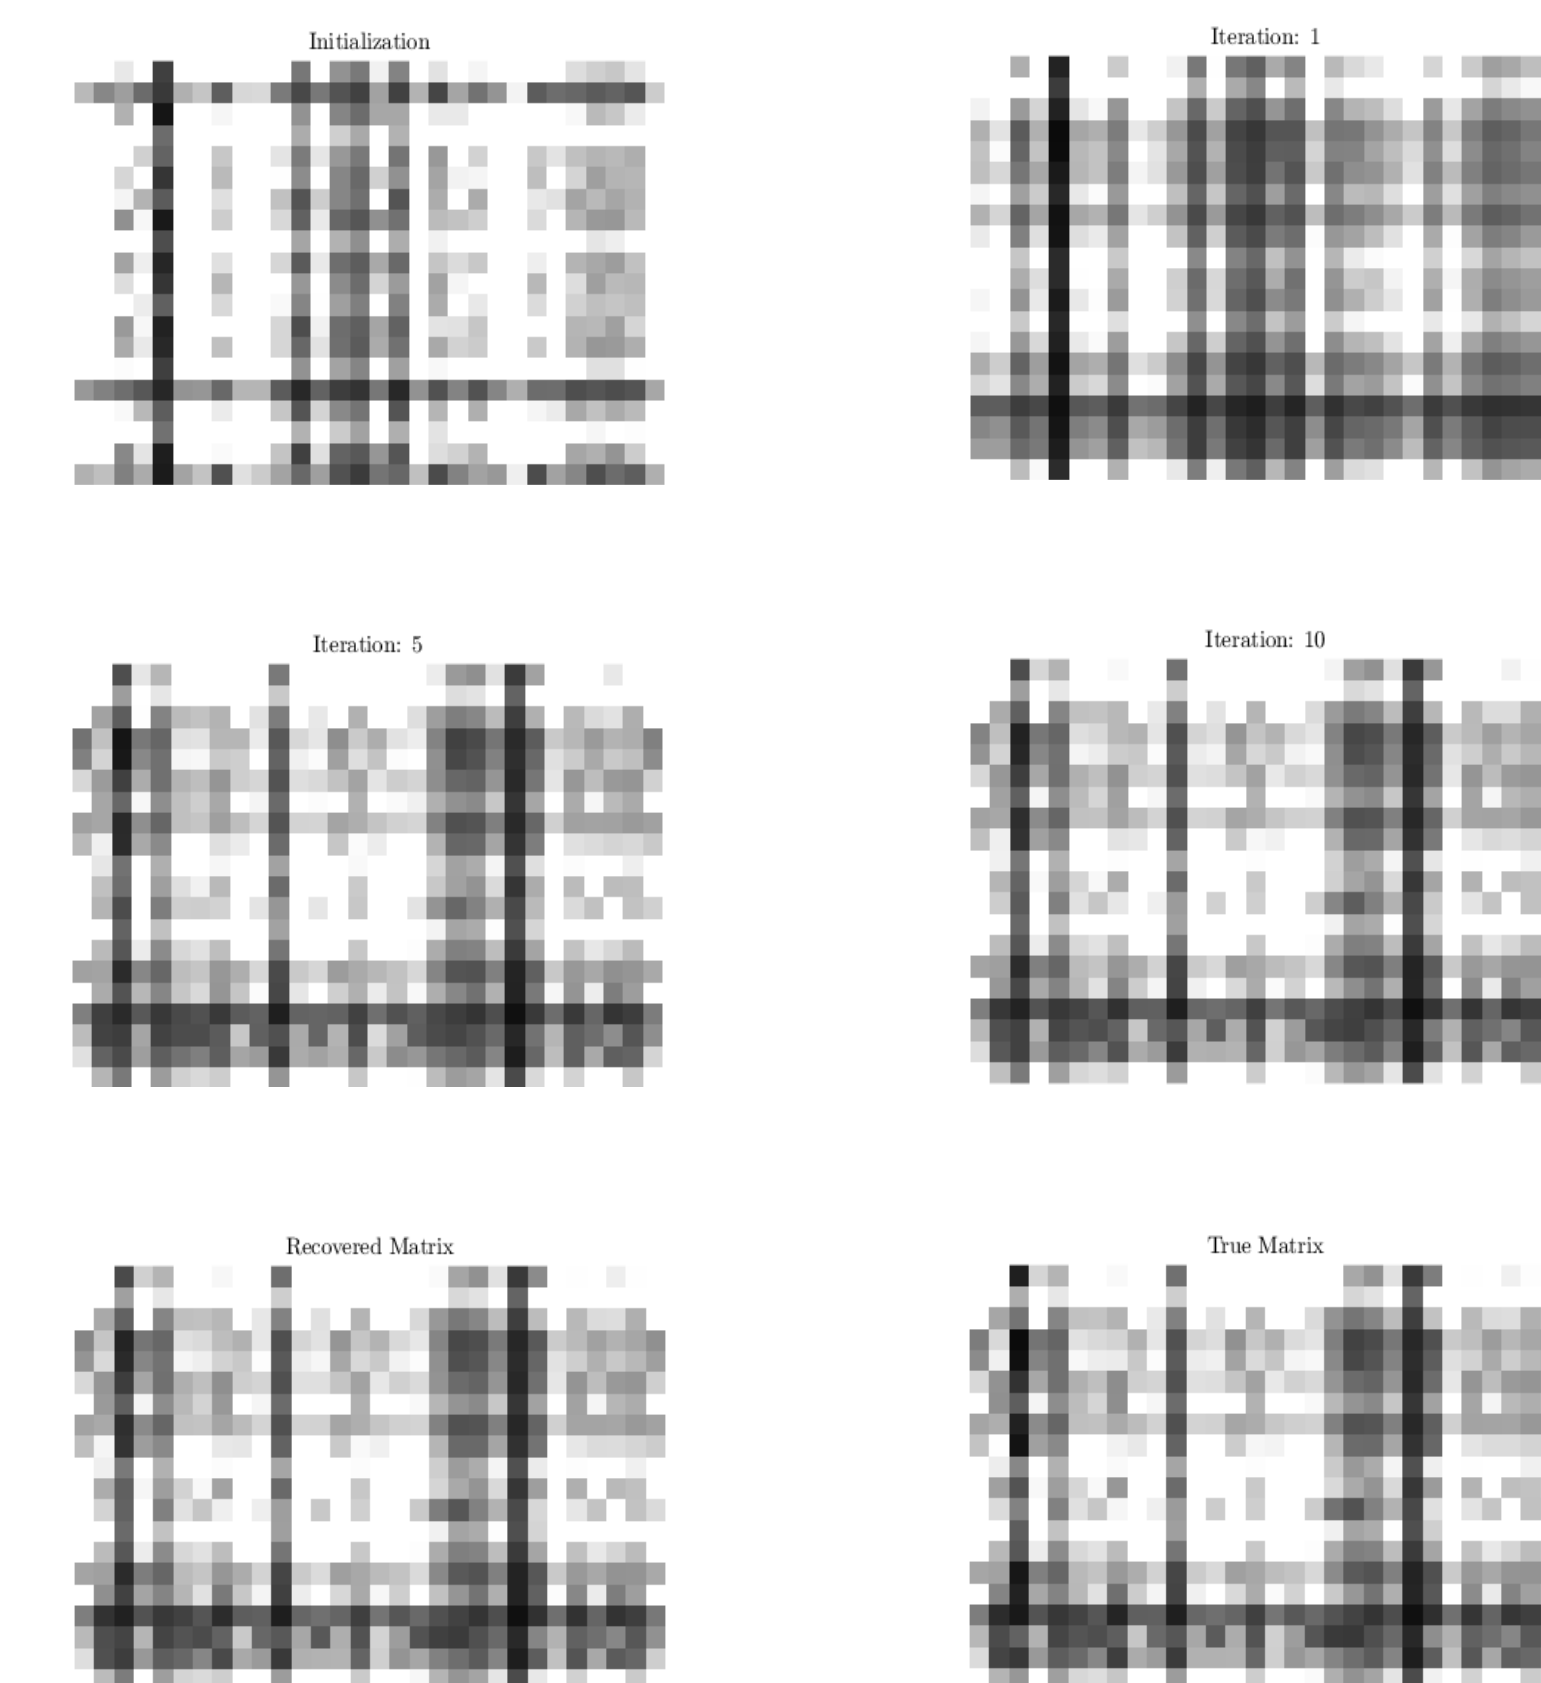 Initialization
Iteration: 1
Iteration: 5
Iteration: 10
Recovered Matrix
True Matrix